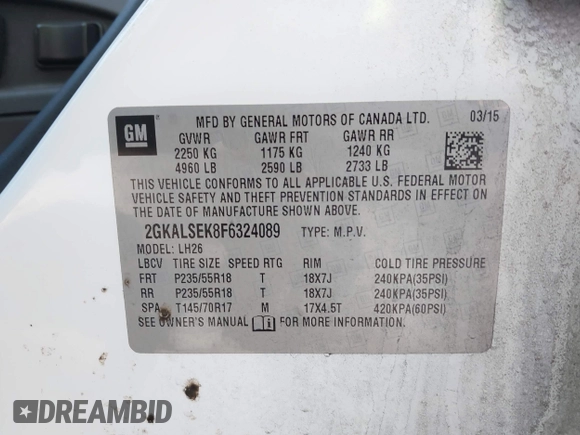 GM
MFD BY GENERAL MOTORS OF CANADA LTD. 03/15
GVWR GAWR FRT GAWR RR
2250 KG 1175 KG 1240 KG
4960 LB 2590 LB 2733 LB
THIS VEHICLE CONFORMS TO ALL APPLICABLE U.S. FEDERAL MOTOR
VEHICLE SAFETY AND THEFT PREVENTION STANDARDS IN EFFECT ON
THE DATE OF MANUFACTURE SHOWN ABOVE.
2GKALSEK8F6324089 TYPE: M.P.V.
MODEL: LH26
LBCV TIRE SIZE SPEED RTG RIM COLD TIRE PRESSURE
FRT P235/55R18 T 18X7J 240KPA(35PSI)
RR P235/55R18 T 18X7J 240KPA(35PSI)
SPA T145/70R17 M 17X4.5T 420KPA(60PSI)
SEE OWNER'S MANUAL i FOR MORE INFORMATION.
DREAMBID